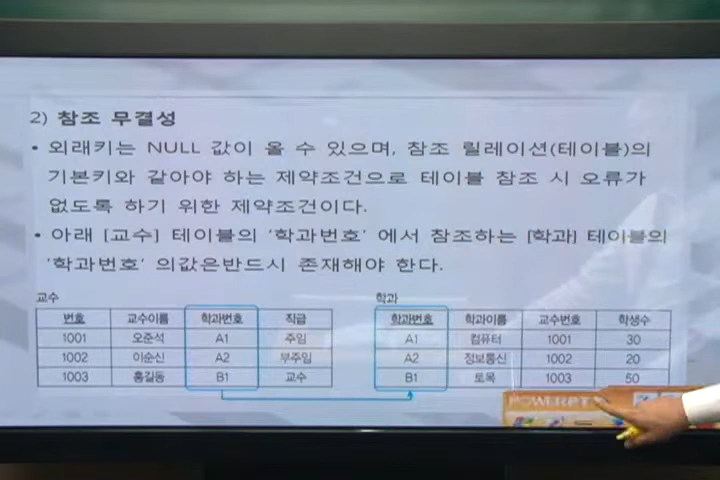 2) 참조 무결성
• 외래키는 NULL 값이 올 수 있으며, 참조 릴레이션(테이블)의
기본키와 같아야 하는 제약조건으로 테이블 참조 시 오류가
없도록 하기 위한 제약조건이다.
• 아래 [교수] 테이블의 '학과번호' 에서 참조하는 [학과] 테이블의
'학과번호' 의값은반드시 존재해야 한다.
교수
번호 교수이름 학과번호 직급
1001 오준석 A1 주임
1002 이순신 A2 부주임
1003 홍길동 B1 교수
학과
학과번호 학과이름 교수번호 학생수
A1 컴퓨터 1001 30
A2 정보통신 1002 20
B1 토목 1003 50